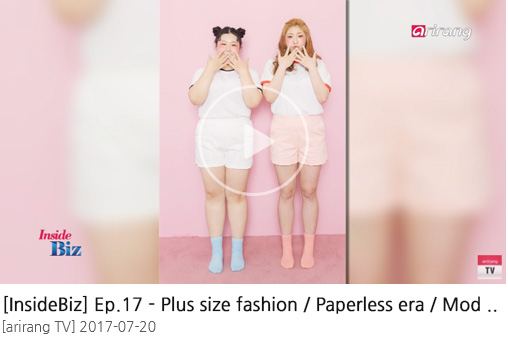 arirang
Inside
Biz
arirang
TV
[InsideBiz] Ep.17 - Plus size fashion / Paperless era / Mod ..
[arirang TV] 2017-07-20